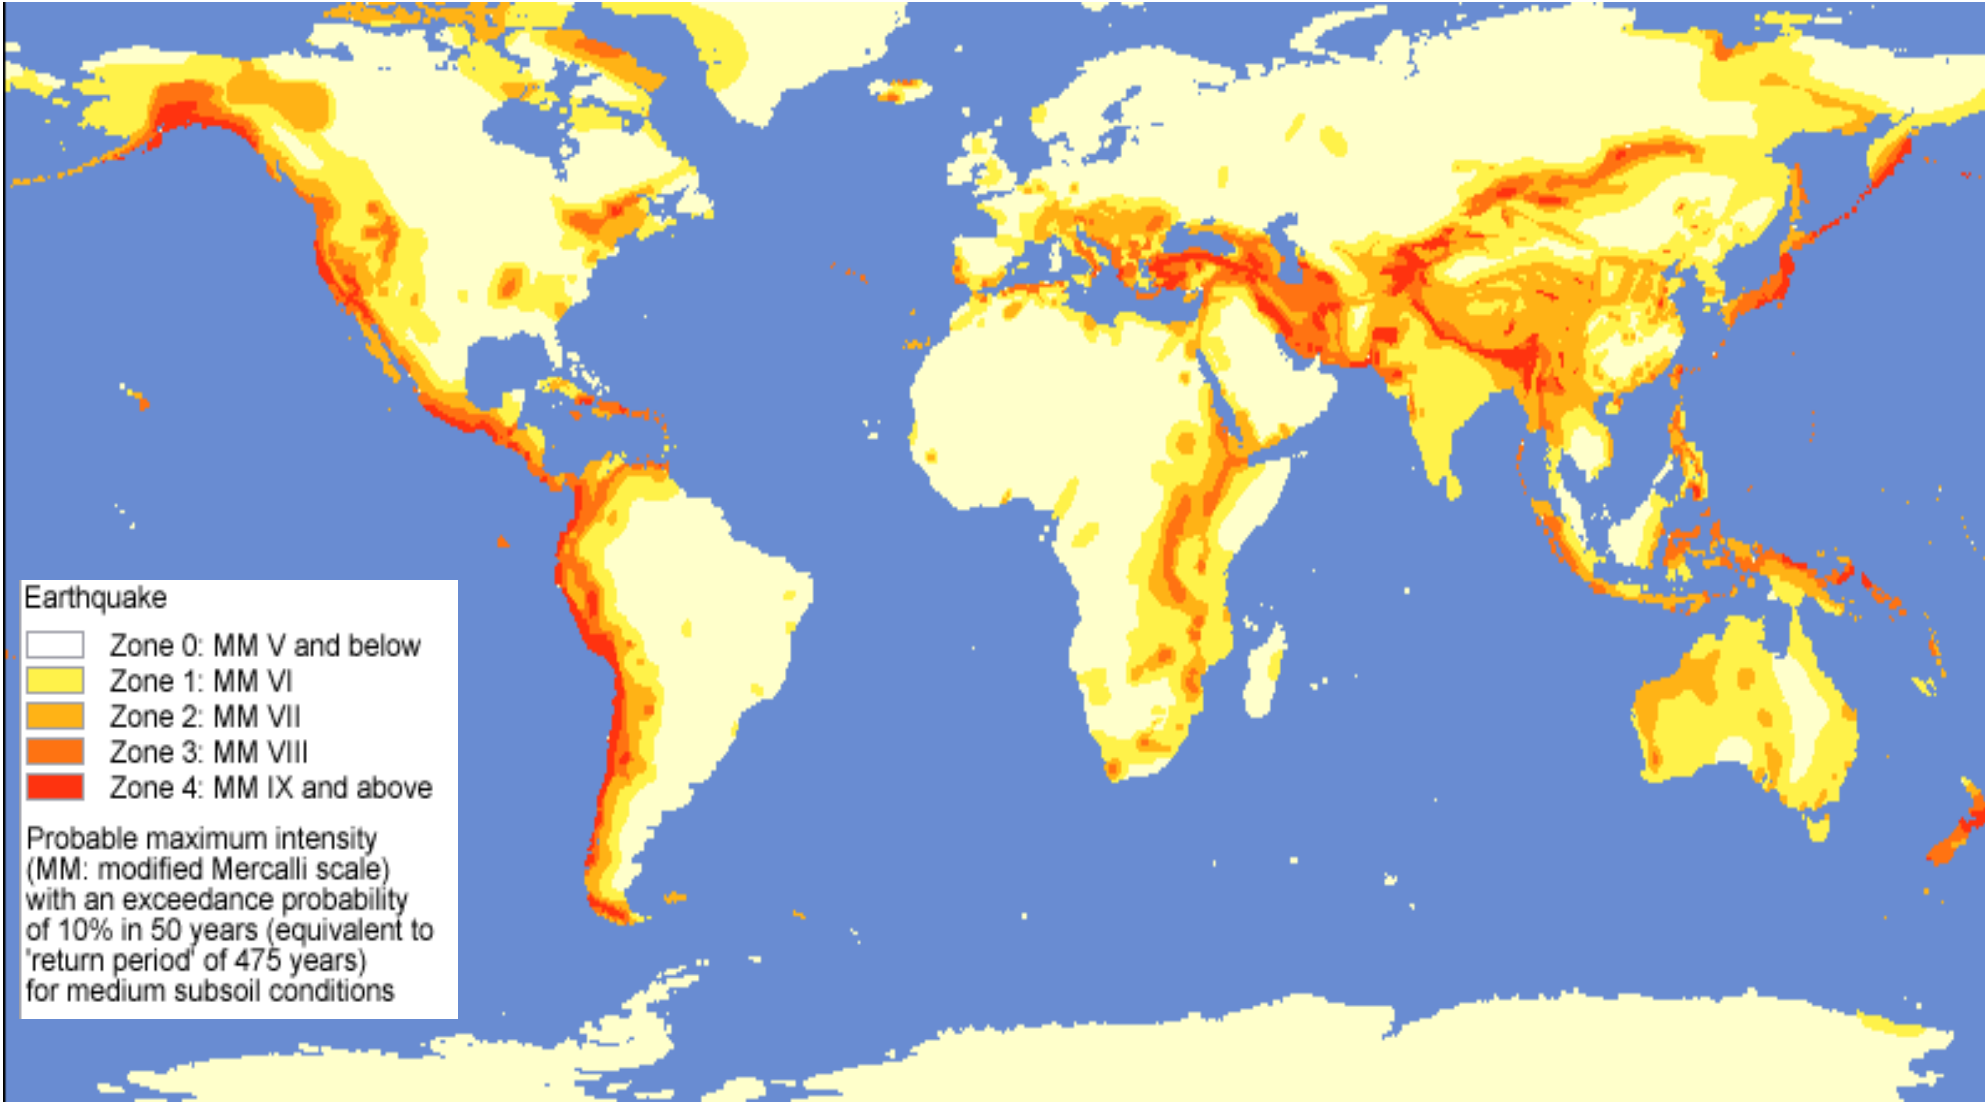 Earthquake
Zone 0: MM V and below
Zone 1: MM VI
Zone 2: MM VII
Zone 3: MM VIII
Zone 4: MM IX and above
Probable maximum intensity
(MM: modified Mercalli scale)
with an exceedance probability
of 10% in 50 years (equivalent to
'return period' of 475 years)
for medium subsoil conditions